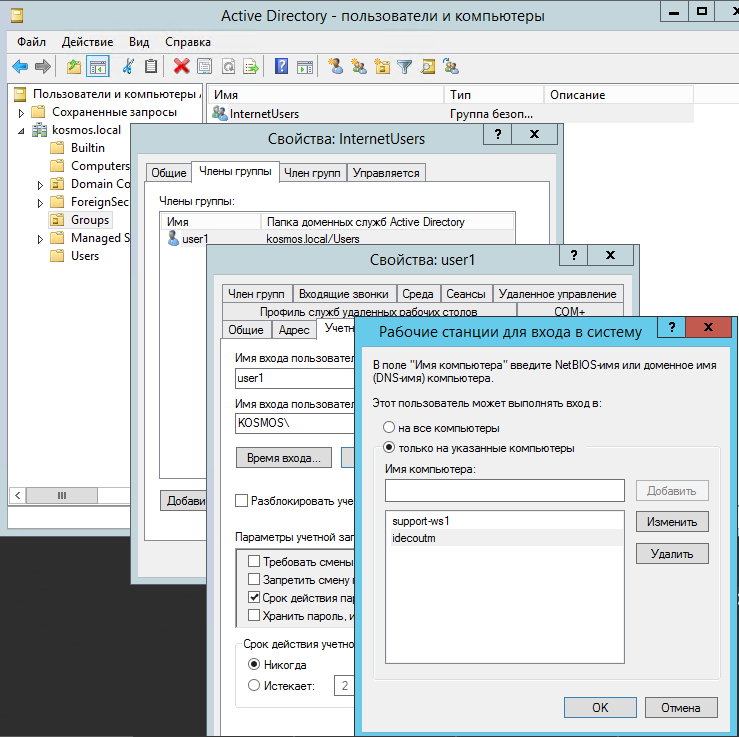 Active Directory - пользователи и компьютеры
Файл Действие Вид Справка
Пользователи и компьютеры
Сохраненные запросы
kosmos.local
Builtin
Computers
Domain Co
ForeignSec
Groups
Managed S
Users
Имя Тип Описание
InternetUsers Группа безоп...
Свойства: InternetUsers
? X
Общие Члены группы Член групп Управляется
Члены группы:
Имя Папка доменных служб Active Directory
user1 kosmos.local/Users
Добави
Свойства: user1
? X
Член групп Входящие звонки Среда Сеансы Удаленное управление
Профиль служб удаленных рабочих столов COM+
Общие Адрес Учетн
Имя входа пользовател
user1
Имя входа пользовател
KOSMOS\
Время входа...
Разблокировать уче
Параметры учетной зап
Требовать смены
Запретить смену п
Срок действия пар
Хранить пароль, и
Срок действия учетно
Никогда
Истекает: 2
Рабочие станции для входа в систему
? X
В поле "Имя компьютера" введите NetBIOS-имя или доменное имя
(DNS-имя) компьютера.
Этот пользователь может выполнять вход в:
на все компьютеры
только на указанные компьютеры
Имя компьютера:
Добавить
support-ws1
idecoutm
Изменить
Удалить
OK Отмена